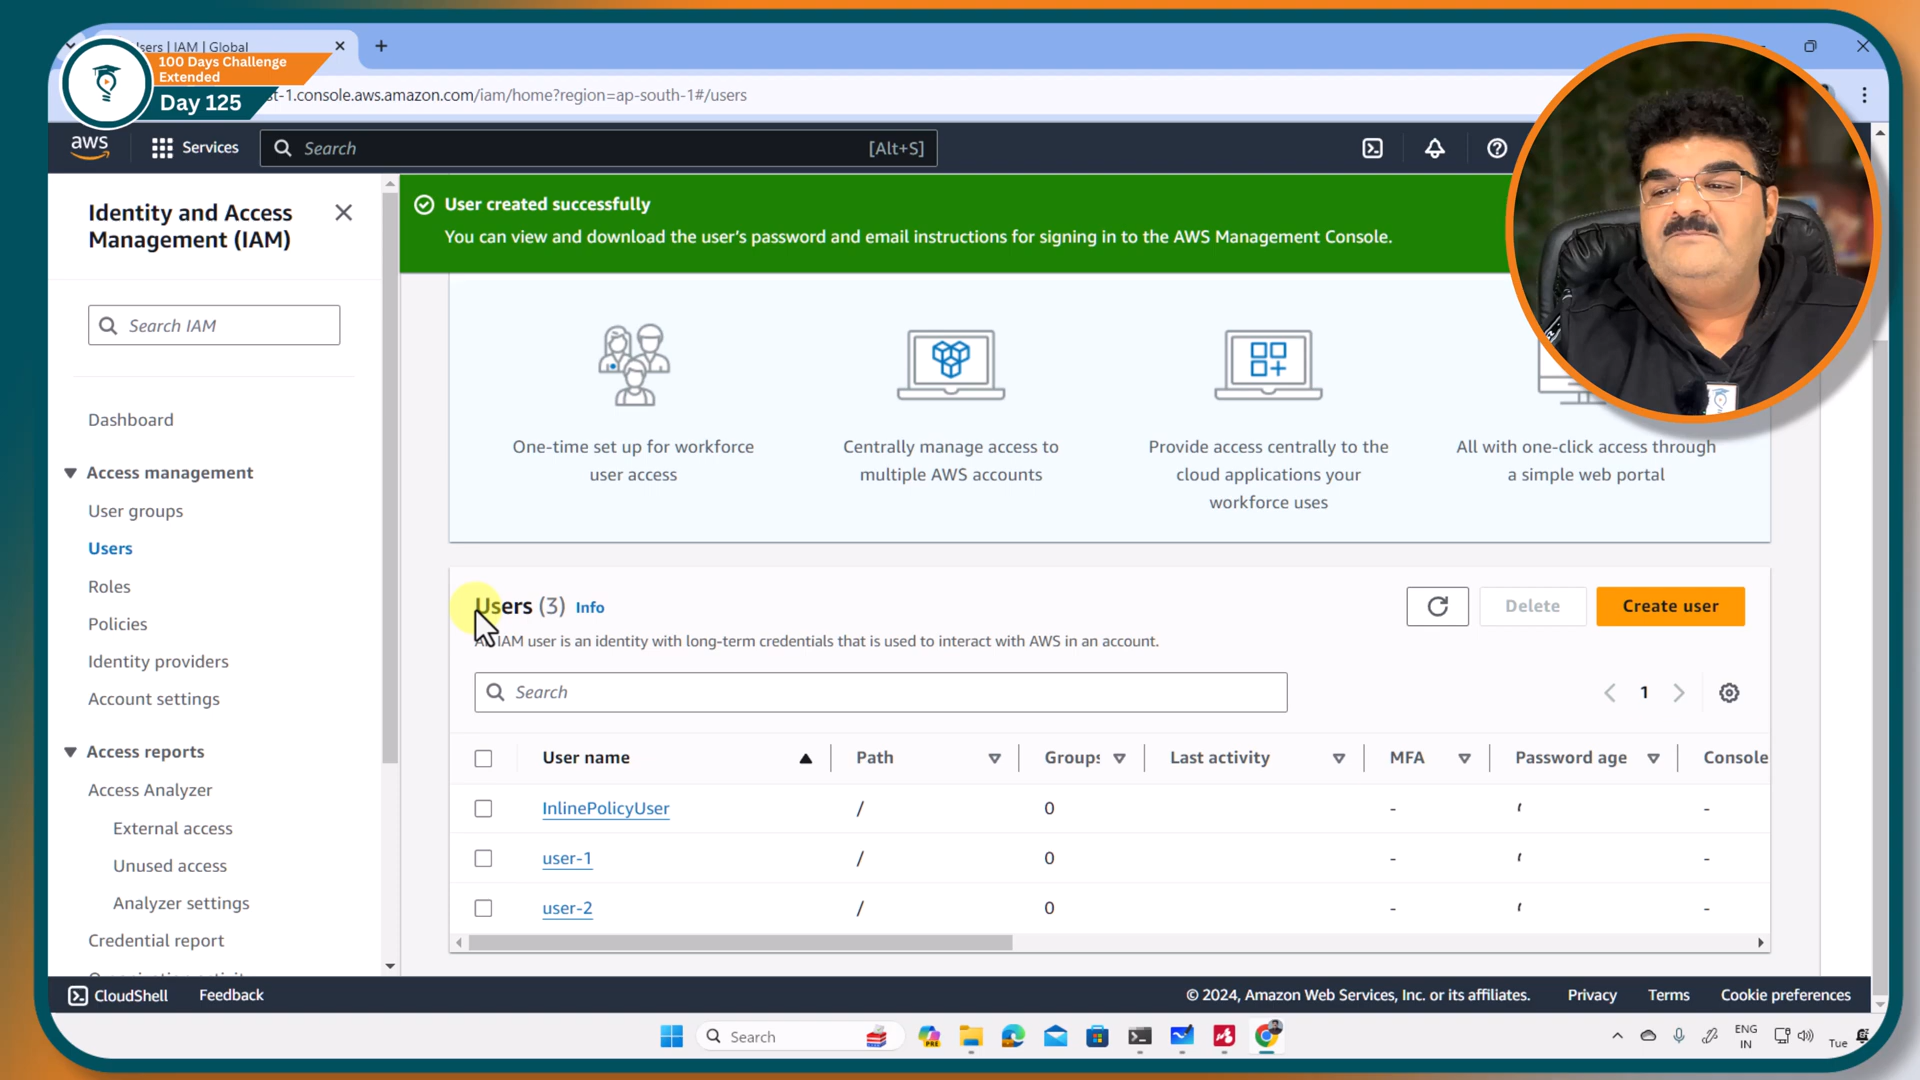 sers | IAM | Global
100 Days Challenge
Extended
Day 125
st-1.console.aws.amazon.com/iam/home?region=ap-south-1#/users
aws
Services
Search
[Alt+S]
Identity and Access
Management (IAM)
Search IAM
Dashboard
Access management
User groups
Users
Roles
Policies
Identity providers
Account settings
Access reports
Access Analyzer
External access
Unused access
Analyzer settings
Credential report
User created successfully
You can view and download the user's password and email instructions for signing in to the AWS Management Console.
One-time set up for workforce
user access
Centrally manage access to
multiple AWS accounts
Provide access centrally to the
cloud applications your
workforce uses
All with one-click access through
a simple web portal
Users (3) Info
Delete
Create user
IAM user is an identity with long-term credentials that is used to interact with AWS in an account.
Search
1
User name Path Groups Last activity MFA Password age Console
InlinePolicyUser / 0 - -
user-1 / 0 - -
user-2 / 0 - -
CloudShell
Feedback
© 2024, Amazon Web Services, Inc. or its affiliates.
Privacy
Terms
Cookie preferences
Search
PRE
ENG
IN
Tue